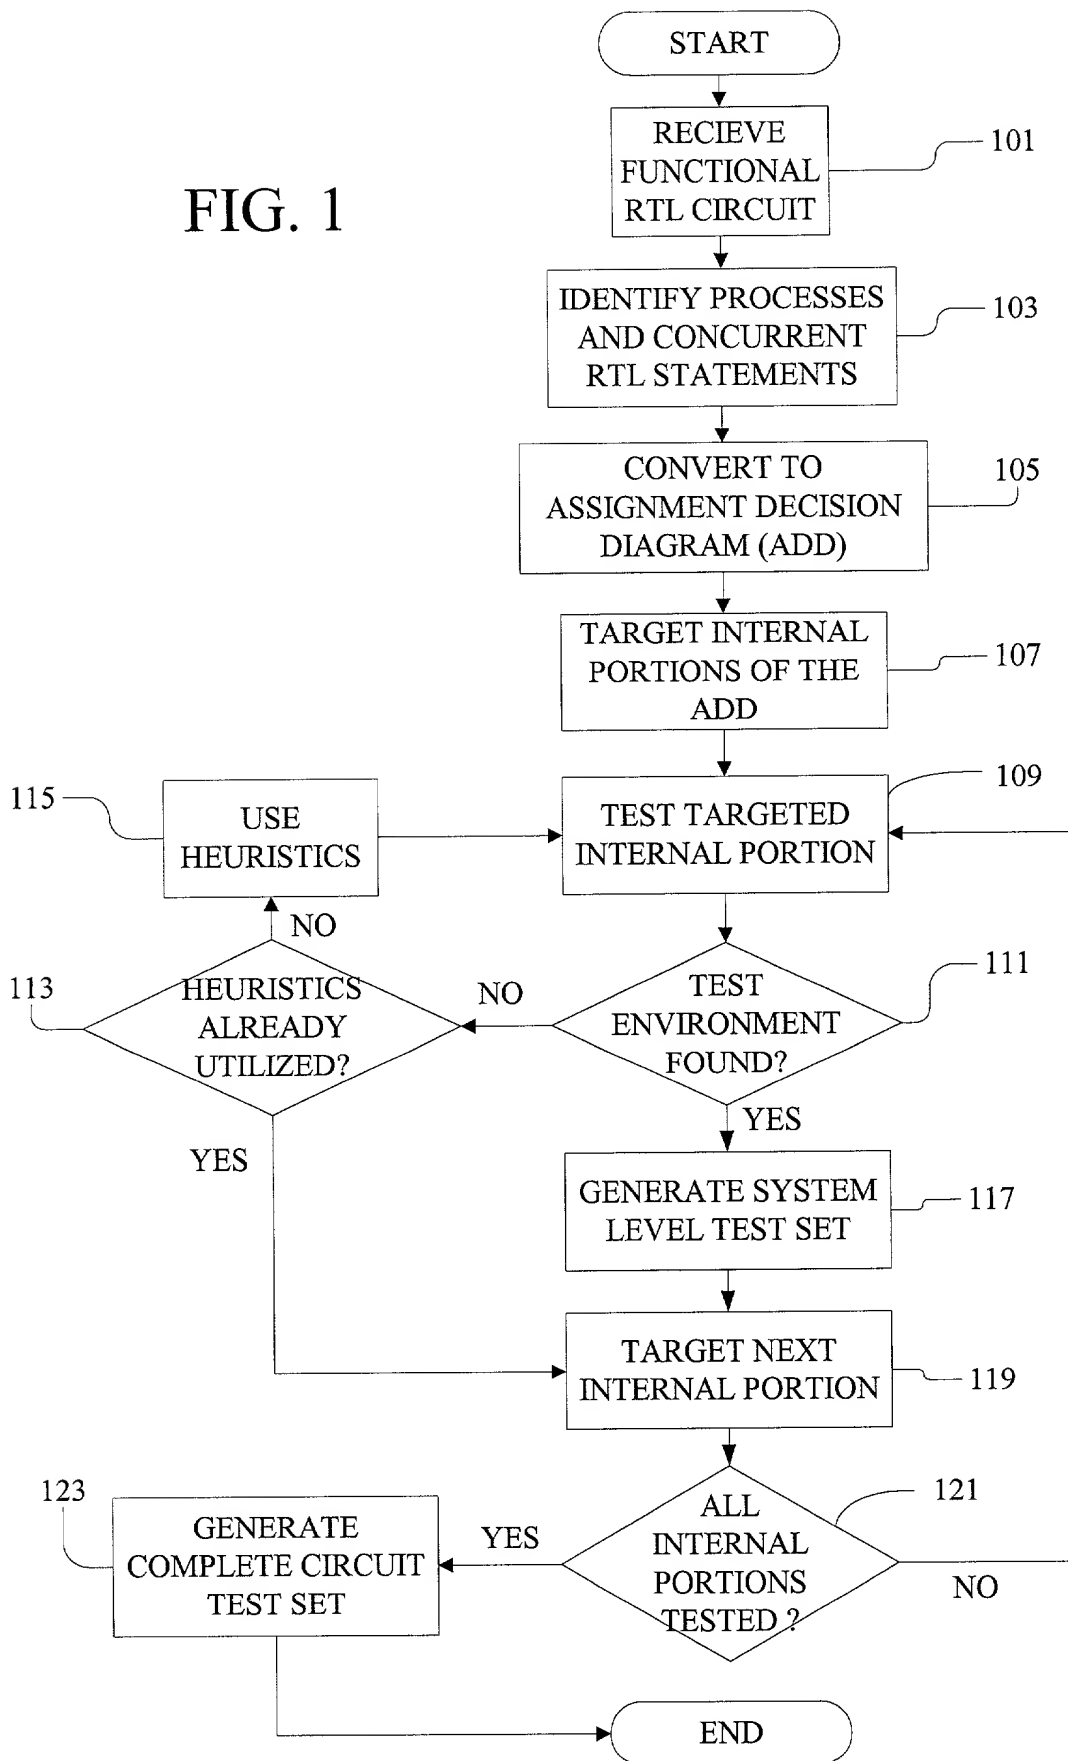 START
RECIEVE
FUNCTIONAL
RTL CIRCUIT
101
FIG. 1
IDENTIFY PROCESSES
AND CONCURRENT
RTL STATEMENTS
103
CONVERT TO
ASSIGNMENT DECISION
DIAGRAM (ADD)
105
TARGET INTERNAL
PORTIONS OF THE
ADD
107
115
USE
HEURISTICS
TEST TARGETED
INTERNAL PORTION
109
NO
113
HEURISTICS
ALREADY
UTILIZED?
NO
TEST
ENVIRONMENT
FOUND?
111
YES
YES
GENERATE SYSTEM
LEVEL TEST SET
117
TARGET NEXT
INTERNAL PORTION
119
123
GENERATE
COMPLETE CIRCUIT
TEST SET
YES
ALL
INTERNAL
PORTIONS
TESTED ?
121
NO
END